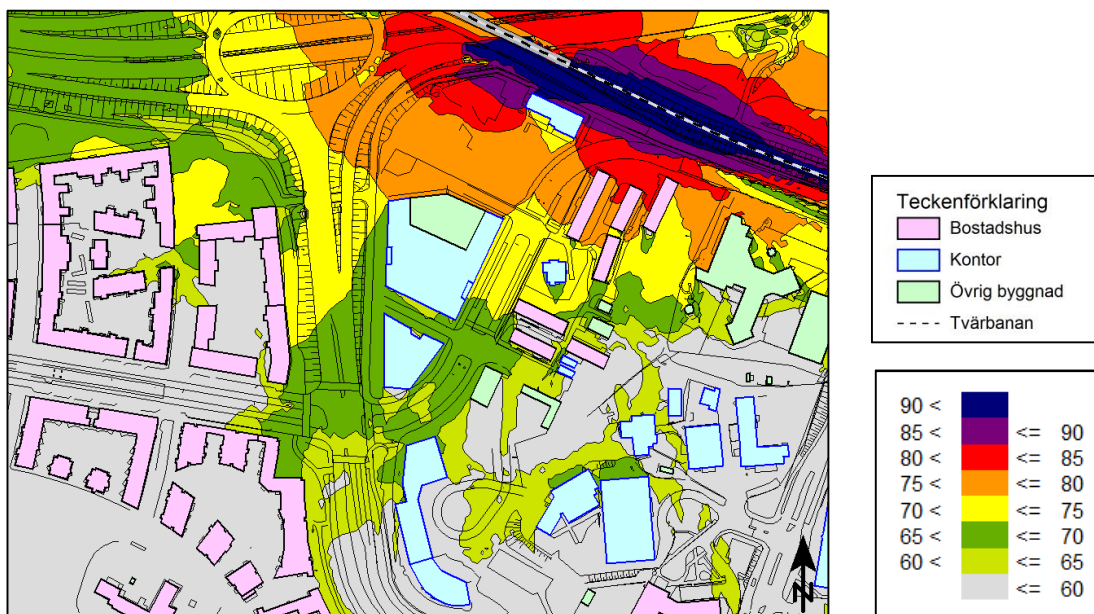 Teckenförklaring
Bostadshus
Kontor
Övrig byggnad
Tvärbanan
90 <
85 < <= 90
80 < <= 85
75 < <= 80
70 < <= 75
65 < <= 70
60 < <= 65
<= 60
N